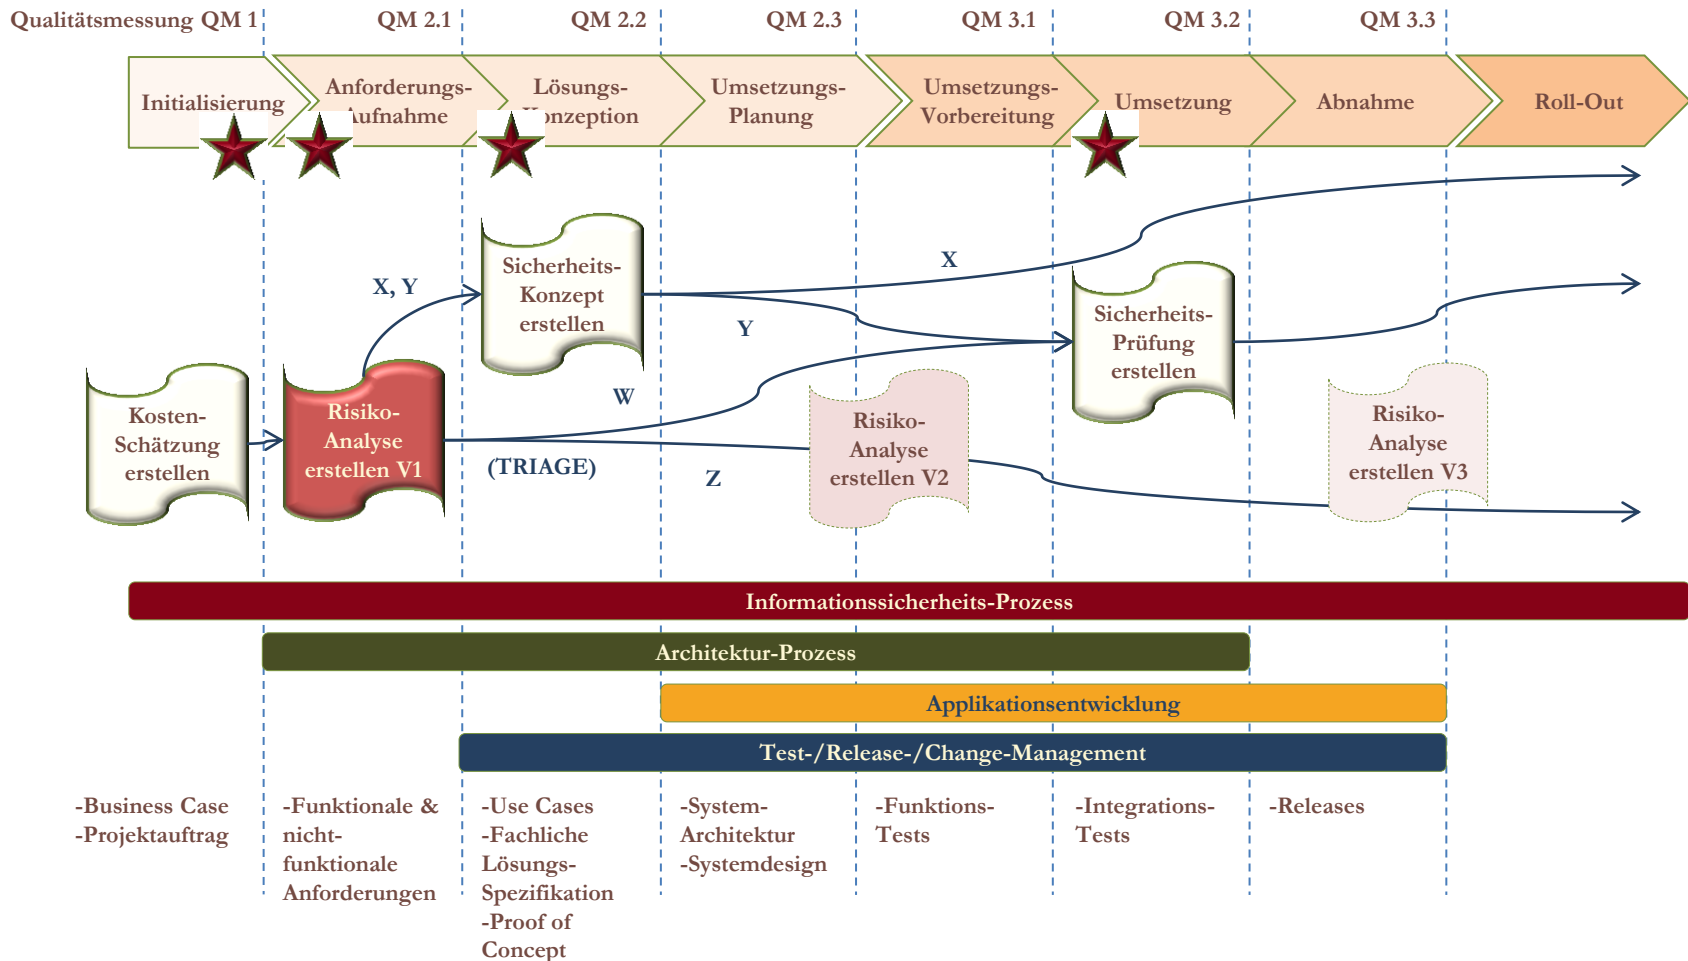 Qualitätsmessung QM 1
QM 2.1
QM 2.2
QM 2.3
QM 3.1
QM 3.2
QM 3.3
Initialisierung
Anforderungs-
Aufnahme
Lösungs-
Konzeption
Umsetzungs-
Planung
Umsetzungs-
Vorbereitung
Umsetzung
Abnahme
Roll-Out
Kosten-
Schätzung
erstellen
Risiko-
Analyse
erstellen V1
X, Y
Sicherheits-
Konzept
erstellen
X
Y
W
(TRIAGE)
Z
Risiko-
Analyse
erstellen V2
Sicherheits-
Prüfung
erstellen
Risiko-
Analyse
erstellen V3
Informationssicherheits-Prozess
Architektur-Prozess
Applikationsentwicklung
Test-/Release-/Change-Management
-Business Case
-Projektauftrag
-Funktionale &
nicht-
funktionale
Anforderungen
-Use Cases
-Fachliche
Lösungs-
Spezifikation
-Proof of
Concept
-System-
Architektur
-Systemdesign
-Funktions-
Tests
-Integrations-
Tests
-Releases